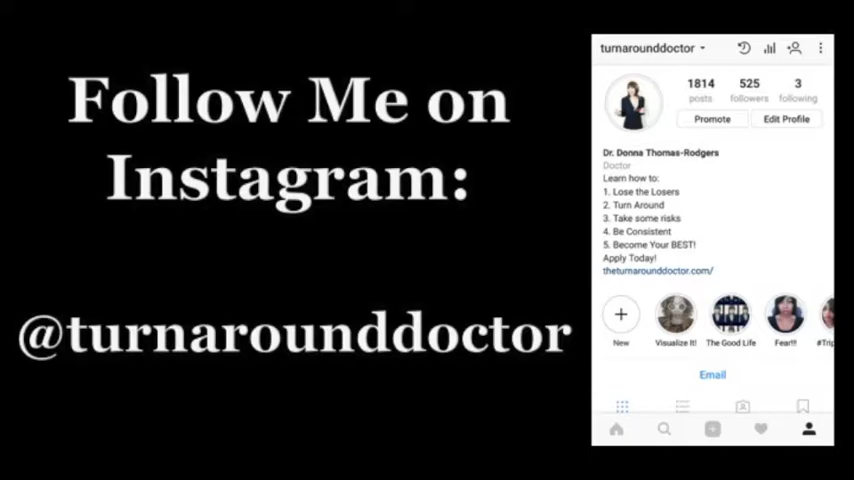 Follow Me on
Instagram:
@turnarounddoctor
turnarounddoctor
1814 525 3
posts followers following
Promote Edit Profile
Dr. Donna Thomas-Rodgers
Doctor
Learn how to:
1. Lose the Losers
2. Turn Around
3. Take some risks
4. Be Consistent
5. Become Your BEST!
Apply Today!
theturnarounddoctor.com/
New Visualize It! The Good Life Fear!!! #Trip
Email